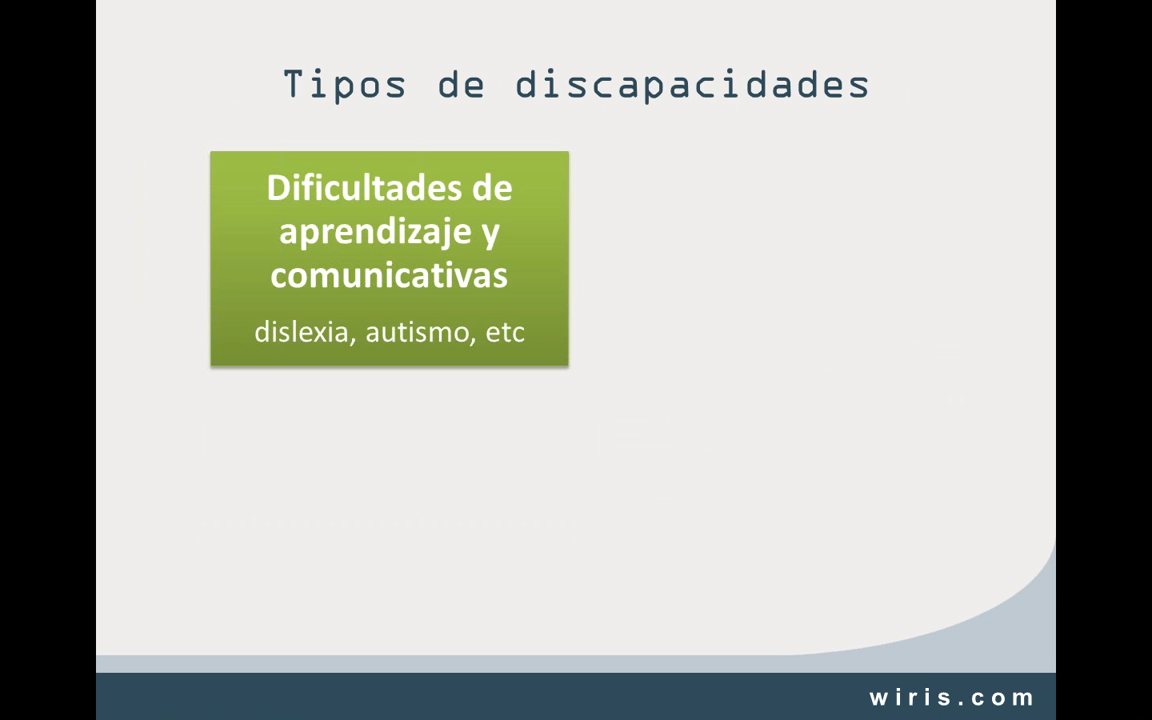 Tipos de discapacidades
Dificultades de
aprendizaje y
comunicativas
dislexia, autismo, etc
wiris.com